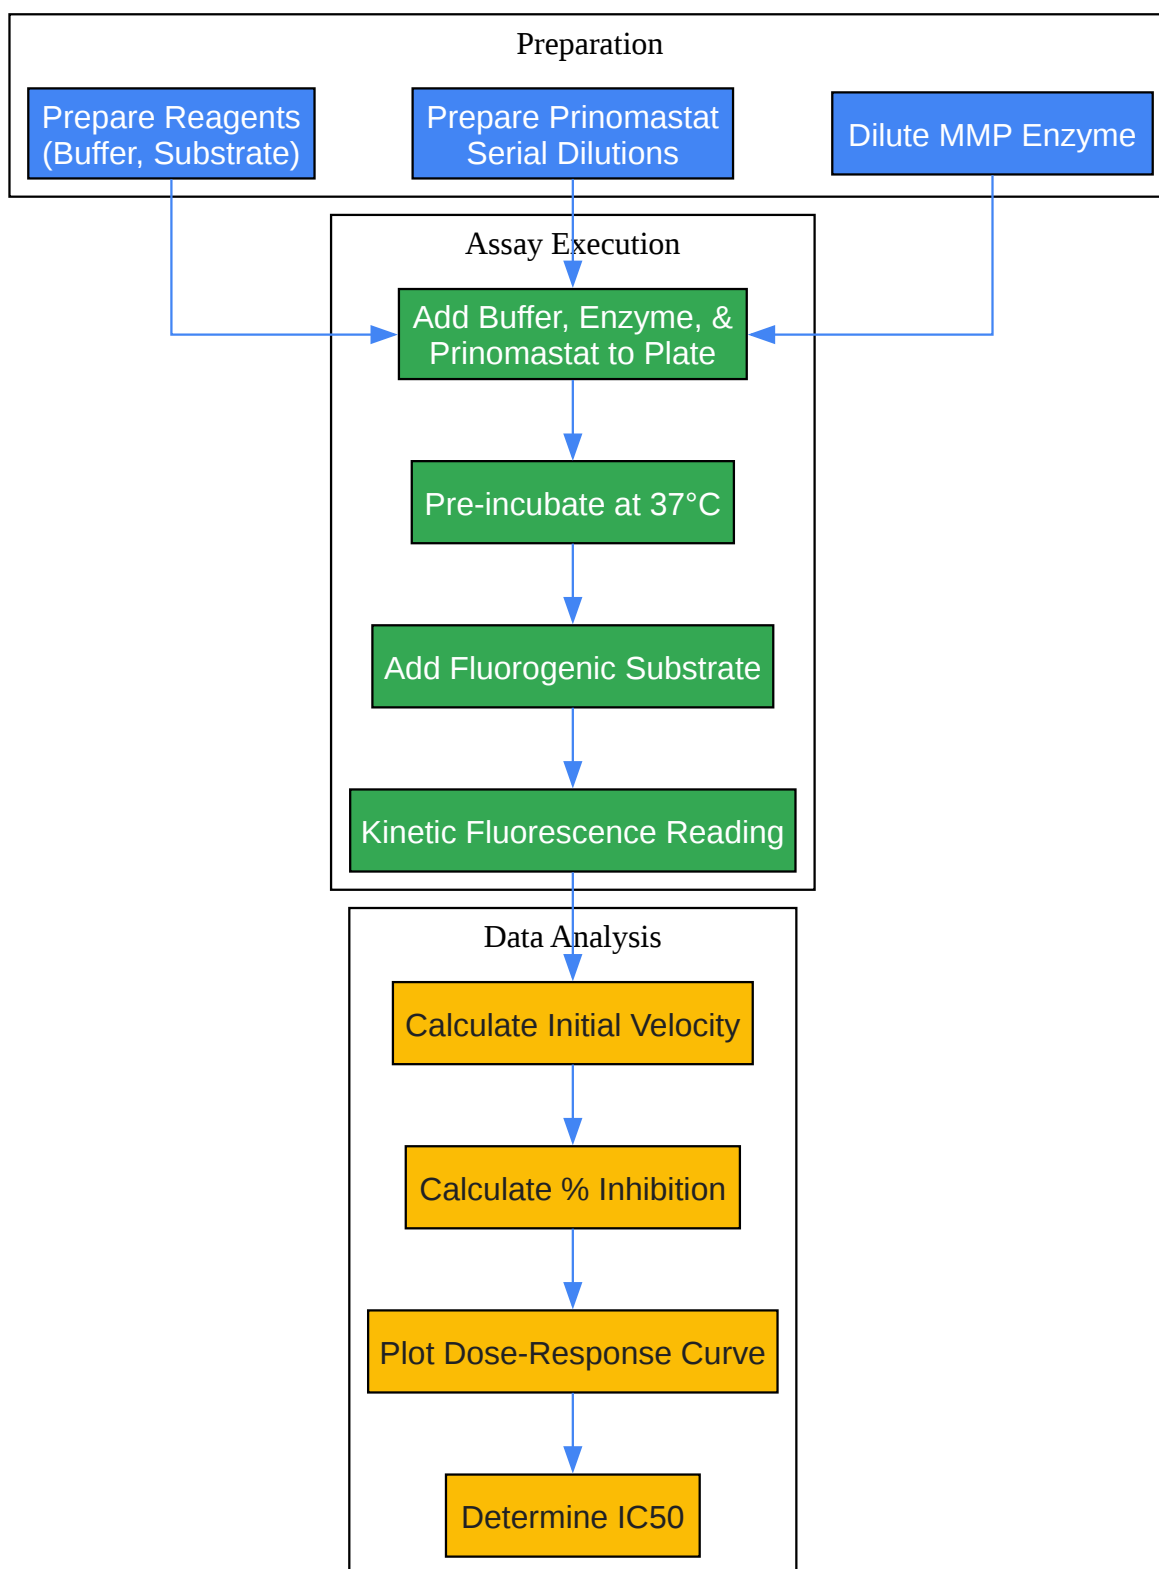 Preparation
Prepare Reagents
(Buffer, Substrate)
Prepare Prinomastat
Serial Dilutions
Dilute MMP Enzyme
Assay Execution
Add Buffer, Enzyme, &
Prinomastat to Plate
Pre-incubate at 37°C
Add Fluorogenic Substrate
Kinetic Fluorescence Reading
Data Analysis
Calculate Initial Velocity
Calculate % Inhibition
Plot Dose-Response Curve
Determine IC50